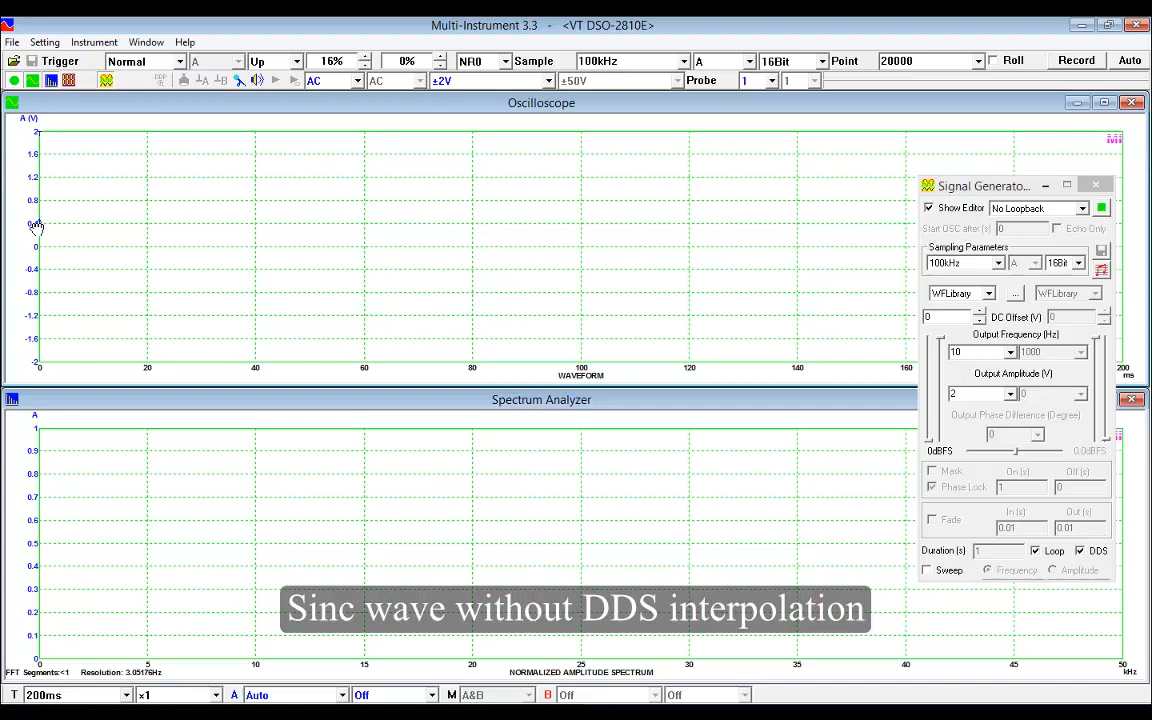 Multi-Instrument 3.3 - <VT DSO-2810E>
File Setting Instrument Window Help
Trigger Normal A Up 16% 0% NR0 Sample 100kHz A 16Bit Point 20000 Roll Record Auto
AC AC ±2V ±50V Probe 1 1
Oscilloscope
A (V)
2
1.6
1.2
0.8
0
-0.4
-0.8
-1.2
-1.6
-2
0 20 40 60 80 100 120 140 160 200
WAVEFORM ms
Signal Generato...
Show Editor No Loopback
Start OSC after (s) 0 Echo Only
Sampling Parameters
100kHz A 16Bit
WFLibrary ... WFLibrary
0 DC Offset (V) 0
Output Frequency (Hz)
10 1000
Output Amplitude (V)
2 0
Output Phase Difference (Degree)
0
0dBFS 0.0dBFS
Mask On (s) Off (s)
Phase Lock 1 0
Fade In (s) Out (s)
0.01 0.01
Duration (s) 1 Loop DDS
Sweep Frequency Amplitude
Spectrum Analyzer
A
1
0.9
0.8
0.7
0.6
0.5
0.4
0.3
0.2
0.1
0
Sinc wave without DDS interpolation
0 5 10 15 20 25 30 35 40 45 50
FFT Segments:<1 Resolution: 3.05176Hz NORMALIZED AMPLITUDE SPECTRUM kHz
T 200ms ×1 A Auto Off M A&B B Off Off